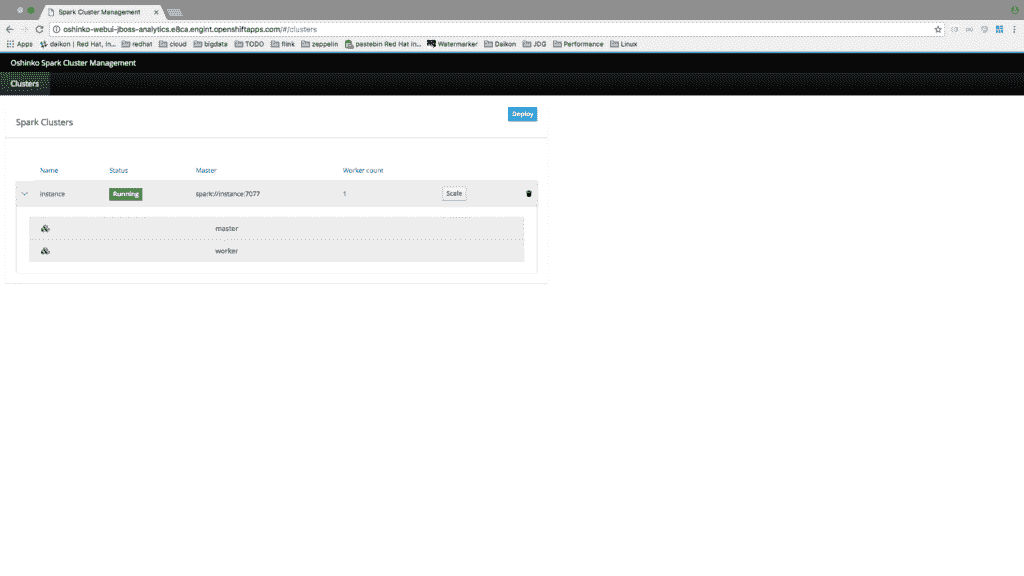 Spark Cluster Management
oshinko-webui-jboss-analytics.e8ca.engint.openshiftapps.com/#/clusters
Apps daikon | Red Hat, In... redhat cloud bigdata TODO flink zeppelin pastebin Red Hat In... Watermarker Daikon JDG Performance Linux
Oshinko Spark Cluster Management
Clusters
Spark Clusters Deploy
Name Status Master Worker count
instance Running spark://instance:7077 1 Scale
master
worker